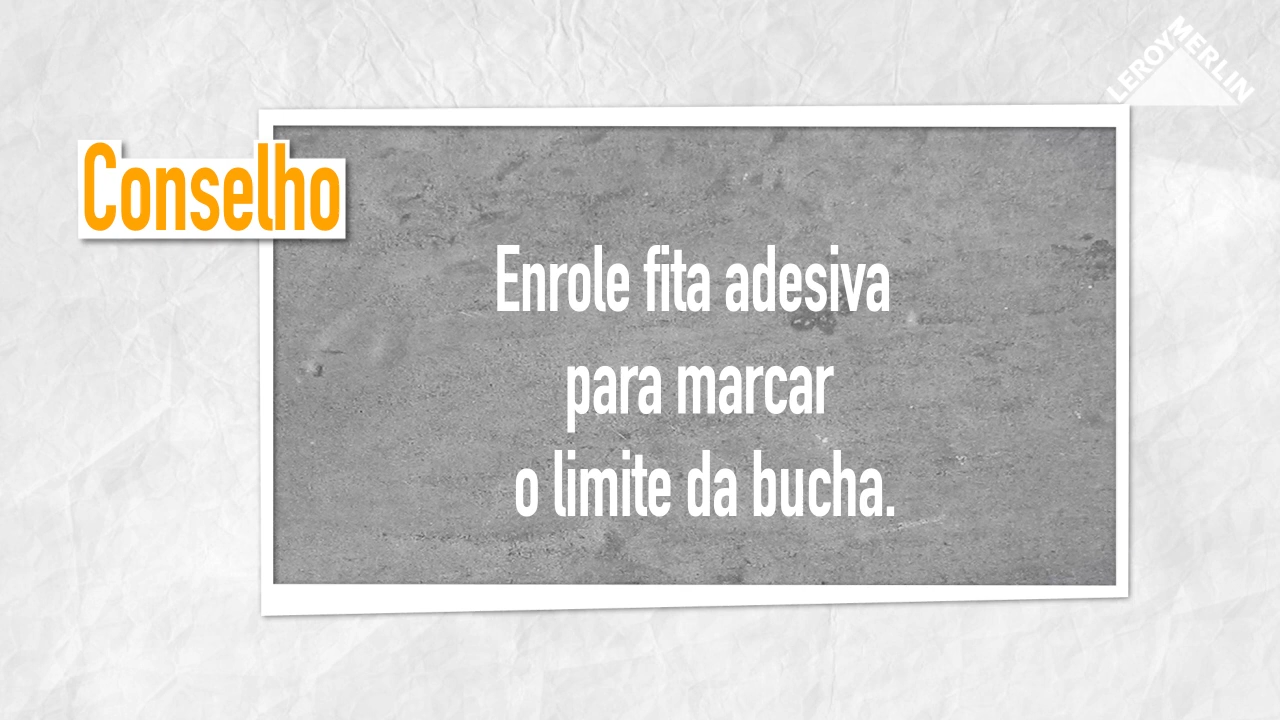 LEROY MERLIN
Conselho
Enrole fita adesiva
para marcar
o limite da bucha.